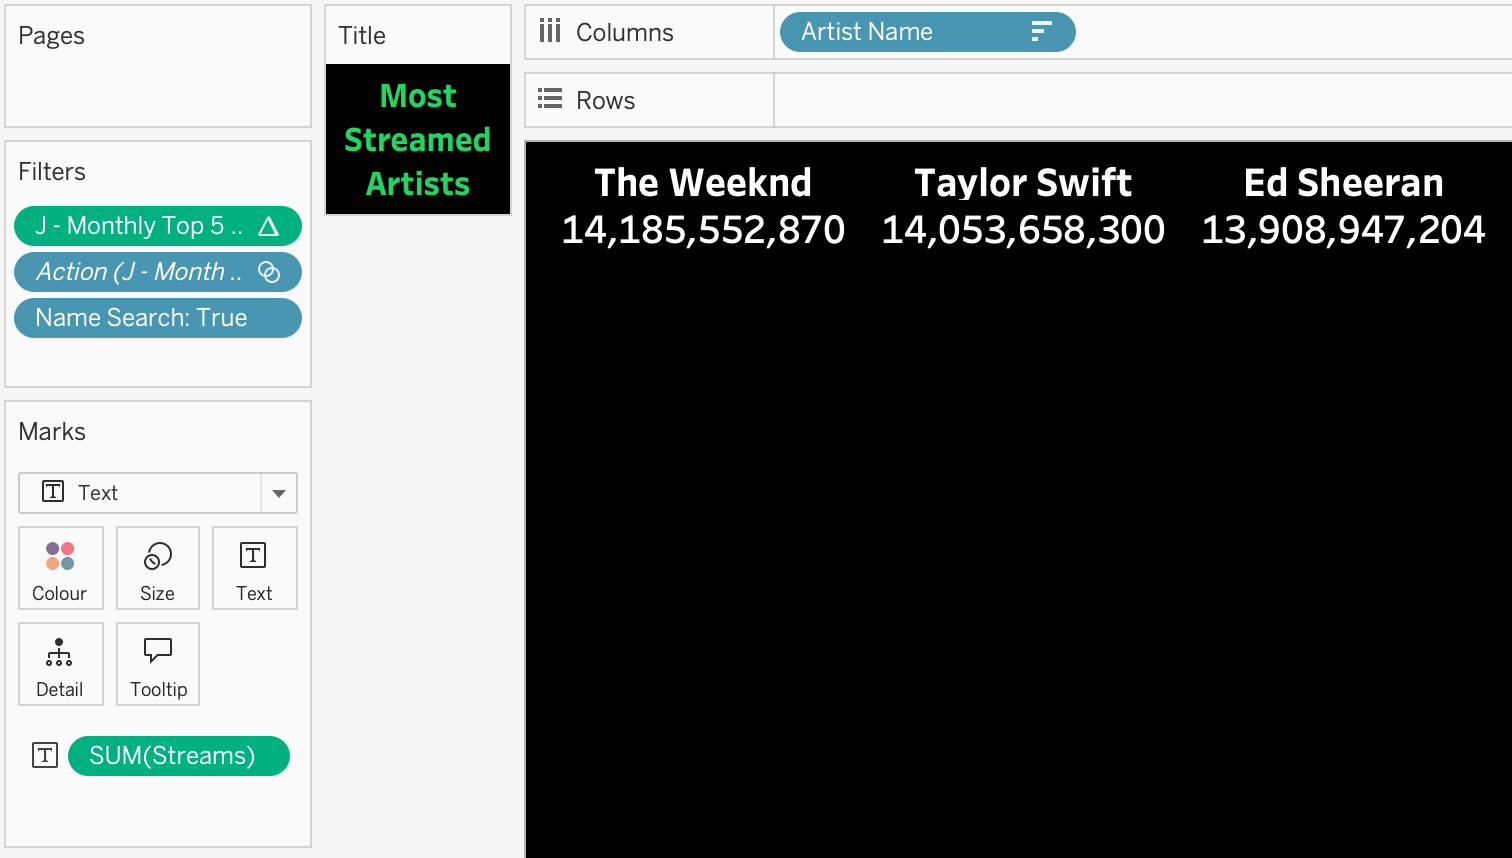 Pages
Filters
J - Monthly Top 5 ..
Action (J - Month ..
Name Search: True
Marks
T Text
Colour
Size
T
Text
Detail
Tooltip
T SUM(Streams)
Title
Most
Streamed
Artists
Columns
Artist Name
Rows
The Weeknd Taylor Swift Ed Sheeran
14,185,552,870 14,053,658,300 13,908,947,204